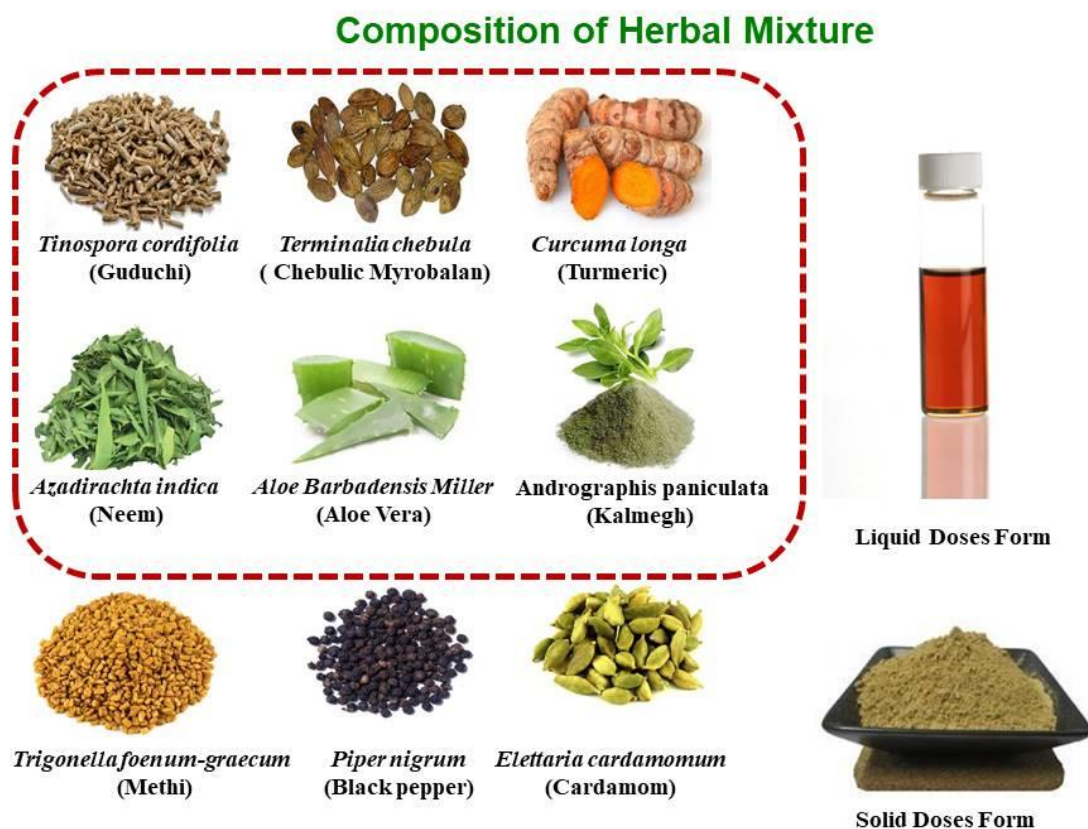 Composition of Herbal Mixture
Tinospora cordifolia
(Guduchi)
Terminalia chebula
( Chebulic Myrobalan)
Curcuma longa
(Turmeric)
Azadirachta indica
(Neem)
Aloe Barbadensis Miller
(Aloe Vera)
Andrographis paniculata
(Kalmegh)
Liquid Doses Form
Trigonella foenum-graecum
(Methi)
Piper nigrum
(Black pepper)
Elettaria cardamomum
(Cardamom)
Solid Doses Form